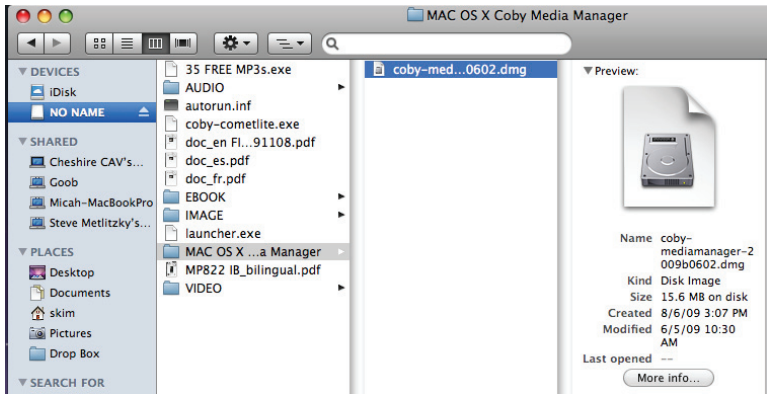 MAC OS X Coby Media Manager
DEVICES
iDisk
NO NAME
SHARED
Cheshire CAV's...
Goob
Micah-MacBookPro
Steve Metlitzky's...
PLACES
Desktop
Documents
skim
Pictures
Drop Box
SEARCH FOR
35 FREE MP3s.exe
AUDIO
autorun.inf
coby-cometlite.exe
doc_en FI...91108.pdf
doc_es.pdf
doc_fr.pdf
EBOOK
IMAGE
launcher.exe
MAC OS X ...a Manager
MP822 IB_bilingual.pdf
VIDEO
coby-med...0602.dmg
Preview:
Name coby-
mediamanager-2
009b0602.dmg
Kind Disk Image
Size 15.6 MB on disk
Created 8/6/09 3:07 PM
Modified 6/5/09 10:30
AM
Last opened --
More info...